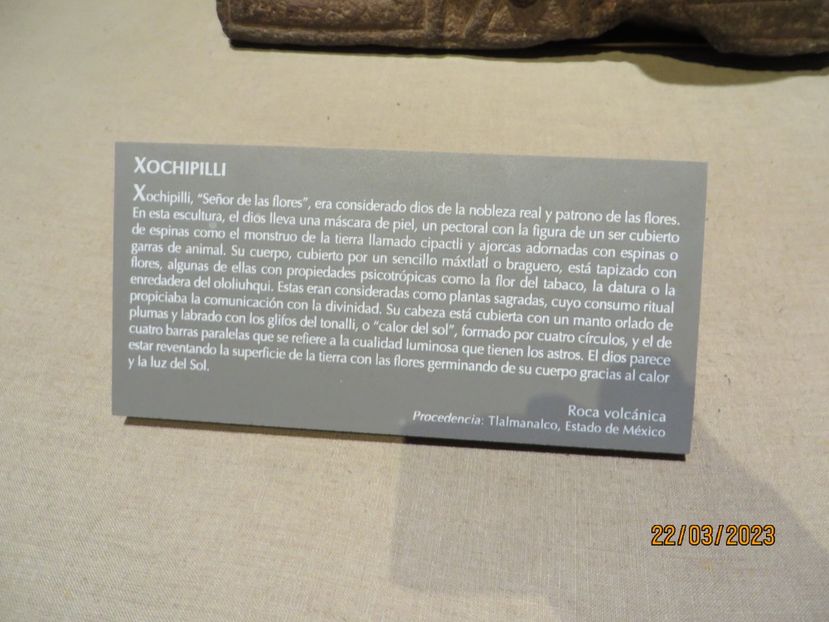 XOCHIPILLI
Xochipilli, “Señor de las flores”, era considerado dios de la nobleza real y patrono de las flores.
En esta escultura, el dios lleva una máscara de piel, un pectoral con la figura de un ser cubierto
de espinas como el monstruo de la tierra llamado cipactli y ajorcas adornadas con espinas o
garras de animal. Su cuerpo, cubierto por un sencillo máxtlatl o braguero, está tapizado con
flores, algunas de ellas con propiedades psicotrópicas como la flor del tabaco, la datura o la
enredadera del ololiuhqui. Estas eran consideradas como plantas sagradas, cuyo consumo ritual
propiciaba la comunicación con la divinidad. Su cabeza está cubierta con un manto orlado de
plumas y labrado con los glifos del tonalli, o “calor del sol”, formado por cuatro círculos, y el de
cuatro barras paralelas que se refiere a la cualidad luminosa que tienen los astros. El dios parece
estar reventando la superficie de la tierra con las flores germinando de su cuerpo gracias al calor
y la luz del Sol.
Roca volcánica
Procedencia: Tlalmanalco, Estado de México
22/03/2023